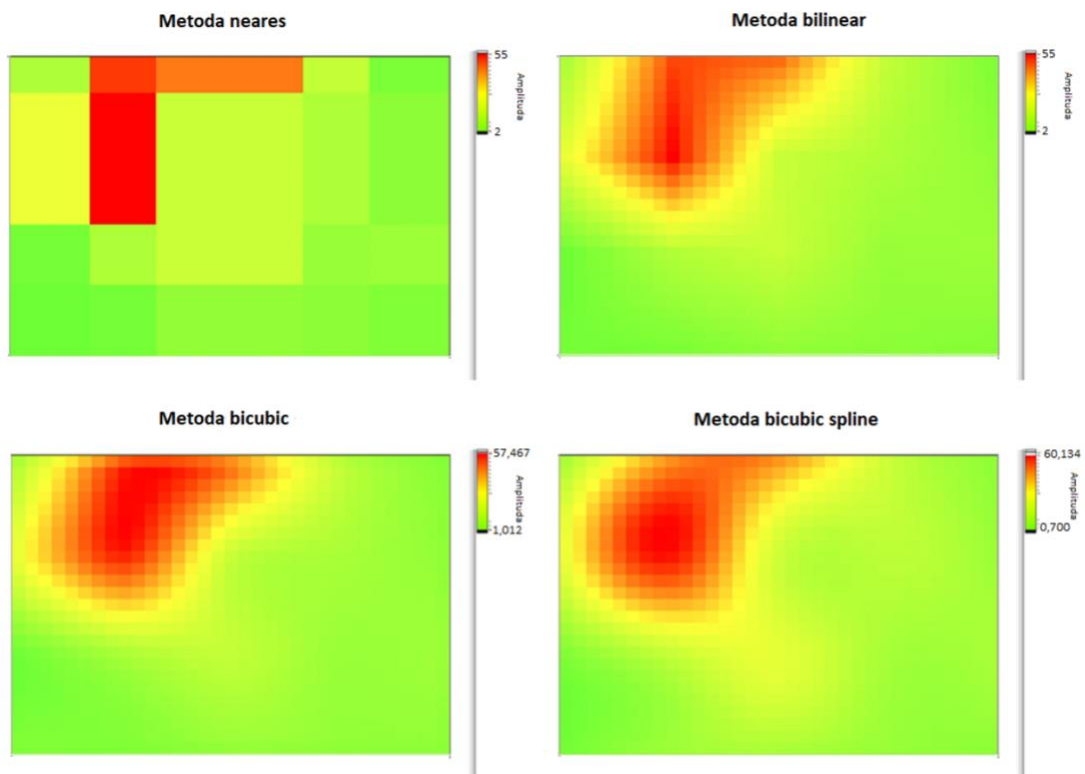 Metoda neares
55
Amplituda
2
Metoda bilinear
55
Amplituda
2
Metoda bicubic
57,467
Amplituda
1,012
Metoda bicubic spline
60,134
Amplituda
0,700